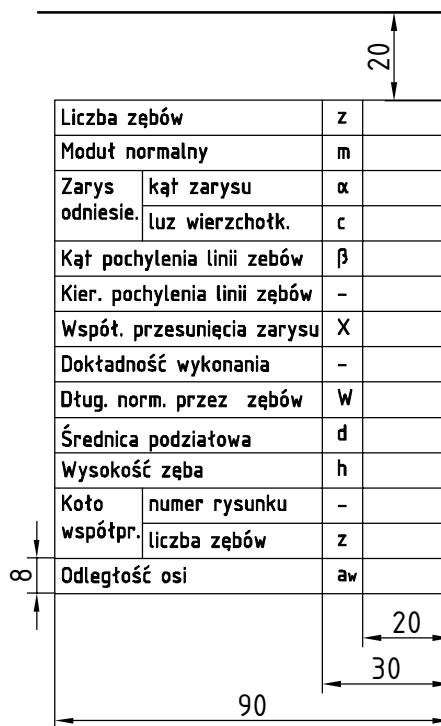 20
Liczba zębów z
Moduł normalny m
Zarys odniesie. kąt zarysu α
luz wierzchołk. c
Kąt pochylenia linii zebów β
Kier. pochylenia linii zębów -
Współ. przesunięcia zarysu X
Dokładność wykonania -
Dług. norm. przez zębów W
Średnica podziałowa d
Wysokość zęba h
Koło współpr. numer rysunku -
liczba zębów z
8 Odległość osi aw
20
30
90